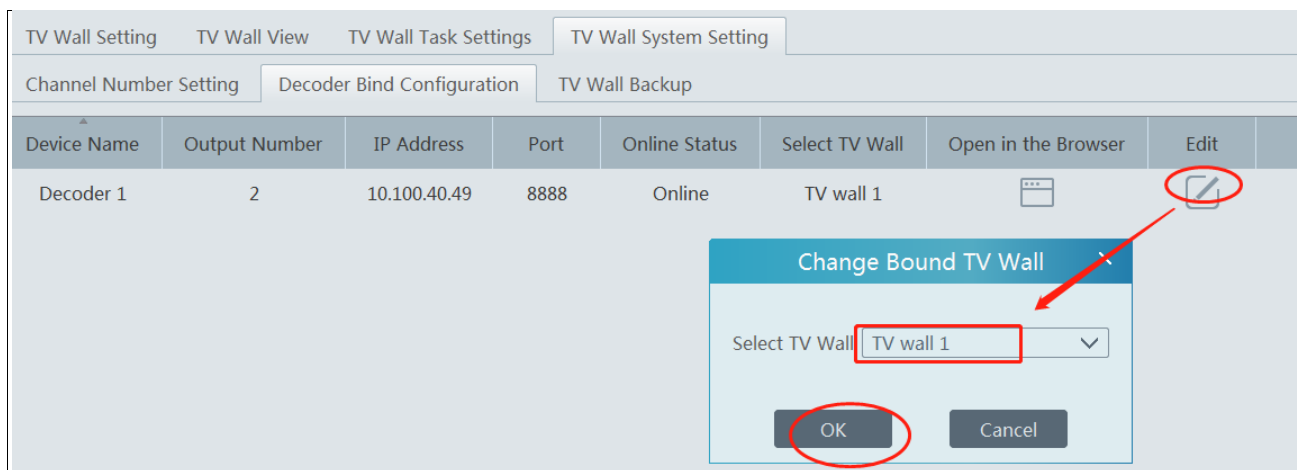 TV Wall Setting TV Wall View TV Wall Task Settings TV Wall System Setting
Channel Number Setting Decoder Bind Configuration TV Wall Backup
Device Name Output Number IP Address Port Online Status Select TV Wall Open in the Browser Edit
Decoder 1 2 10.100.40.49 8888 Online TV wall 1
Change Bound TV Wall
Select TV Wall TV wall 1
OK Cancel